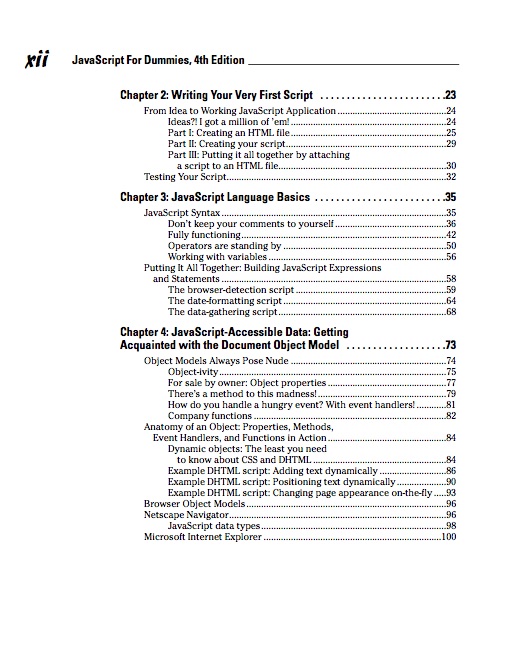 xii JavaScript For Dummies, 4th Edition
Chapter 2: Writing Your Very First Script . . . . . . . . . . . . . . . . . . . . . . .23
From Idea to Working JavaScript Application ..........24
Ideas?! I got a million of 'em! ..........24
Part I: Creating an HTML file ..........25
Part II: Creating your script ..........29
Part III: Putting it all together by attaching
a script to an HTML file ..........30
Testing Your Script ..........32
Chapter 3: JavaScript Language Basics . . . . . . . . . . . . . . . . . . . . . . . .35
JavaScript Syntax ..........35
Don't keep your comments to yourself ..........36
Fully functioning ..........42
Operators are standing by ..........50
Working with variables ..........56
Putting It All Together: Building JavaScript Expressions
and Statements ..........58
The browser-detection script ..........59
The date-formatting script ..........64
The data-gathering script ..........68
Chapter 4: JavaScript-Accessible Data: Getting
Acquainted with the Document Object Model . . . . . . . . . . . . . . . . . .73
Object Models Always Pose Nude ..........74
Object-ivity ..........75
For sale by owner: Object properties ..........77
There's a method to this madness! ..........79
How do you handle a hungry event? With event handlers! ..........81
Company functions ..........82
Anatomy of an Object: Properties, Methods,
Event Handlers, and Functions in Action ..........84
Dynamic objects: The least you need
to know about CSS and DHTML ..........84
Example DHTML script: Adding text dynamically ..........86
Example DHTML script: Positioning text dynamically ..........90
Example DHTML script: Changing page appearance on-the-fly .....93
Browser Object Models ..........96
Netscape Navigator ..........96
JavaScript data types ..........98
Microsoft Internet Explorer ..........100